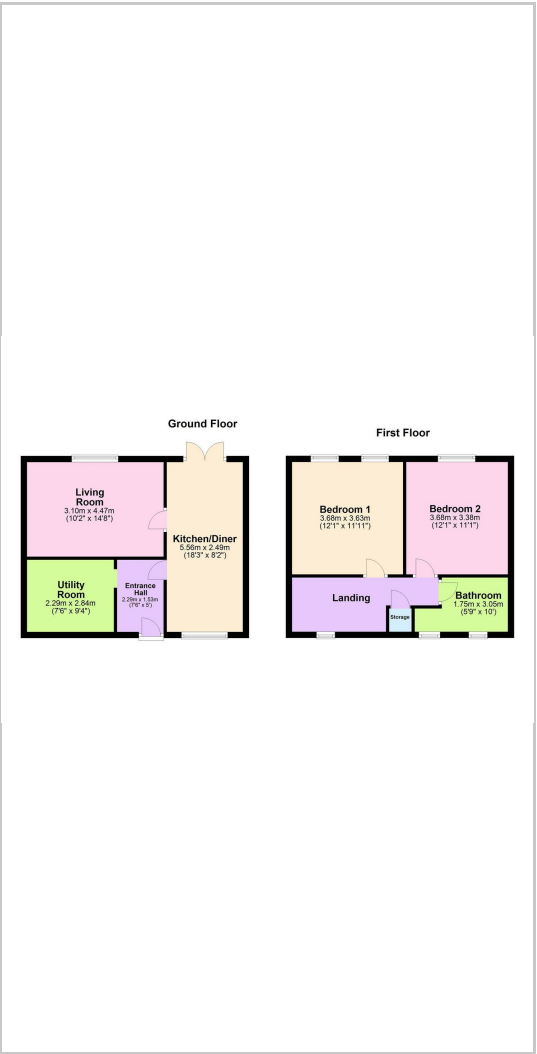 Ground Floor
Living
Room
3.10m x 4.47m
(10'2" x 14'8")
Kitchen/Diner
5.56m x 2.49m
(18'3" x 8'2")
Utility
Room
2.29m x 2.84m
(7'6" x 9'4")
Entrance
Hall
2.29m x 1.53m
(7'6" x 5')
First Floor
Bedroom 1
3.68m x 3.63m
(12'1" x 11'11")
Bedroom 2
3.68m x 3.38m
(12'1" x 11'1")
Landing
Storage
Bathroom
1.75m x 3.05m
(5'9" x 10')